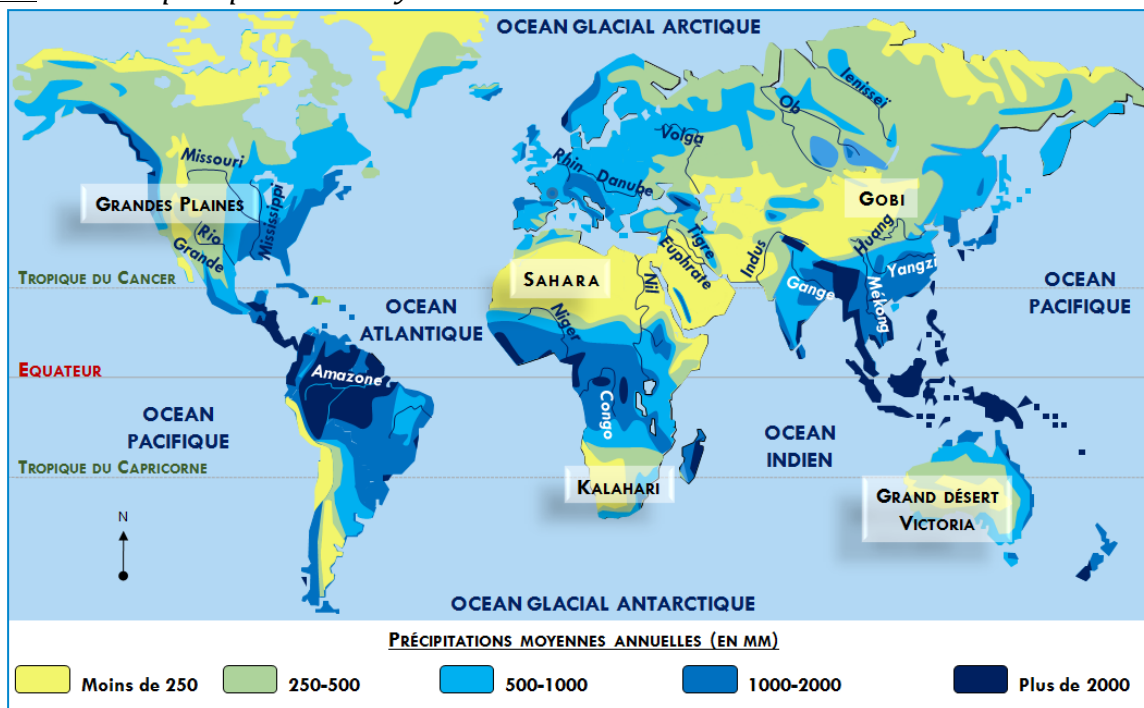 OCEAN GLACIAL ARCTIQUE
Ienissei
Ob
Volga
Missouri
Rhin
Danube
GRANDES PLAINES
Mississippi
GOBI
Rio
Grande
Tigre
Euphrate
Indus
Huang
Yangzi
TROPIQUE DU CANCER
SAHARA
Nil
Gange
Mékong
OCEAN
PACIFIQUE
OCEAN
ATLANTIQUE
Niger
EQUATEUR
Amazone
Congo
OCEAN
PACIFIQUE
OCEAN
INDIEN
TROPIQUE DU CAPRICORNE
KALAHARI
GRAND DÉSERT
VICTORIA
N
OCEAN GLACIAL ANTARCTIQUE
PRÉCIPITATIONS MOYENNES ANNUELLES (EN MM)
Moins de 250
250-500
500-1000
1000-2000
Plus de 2000